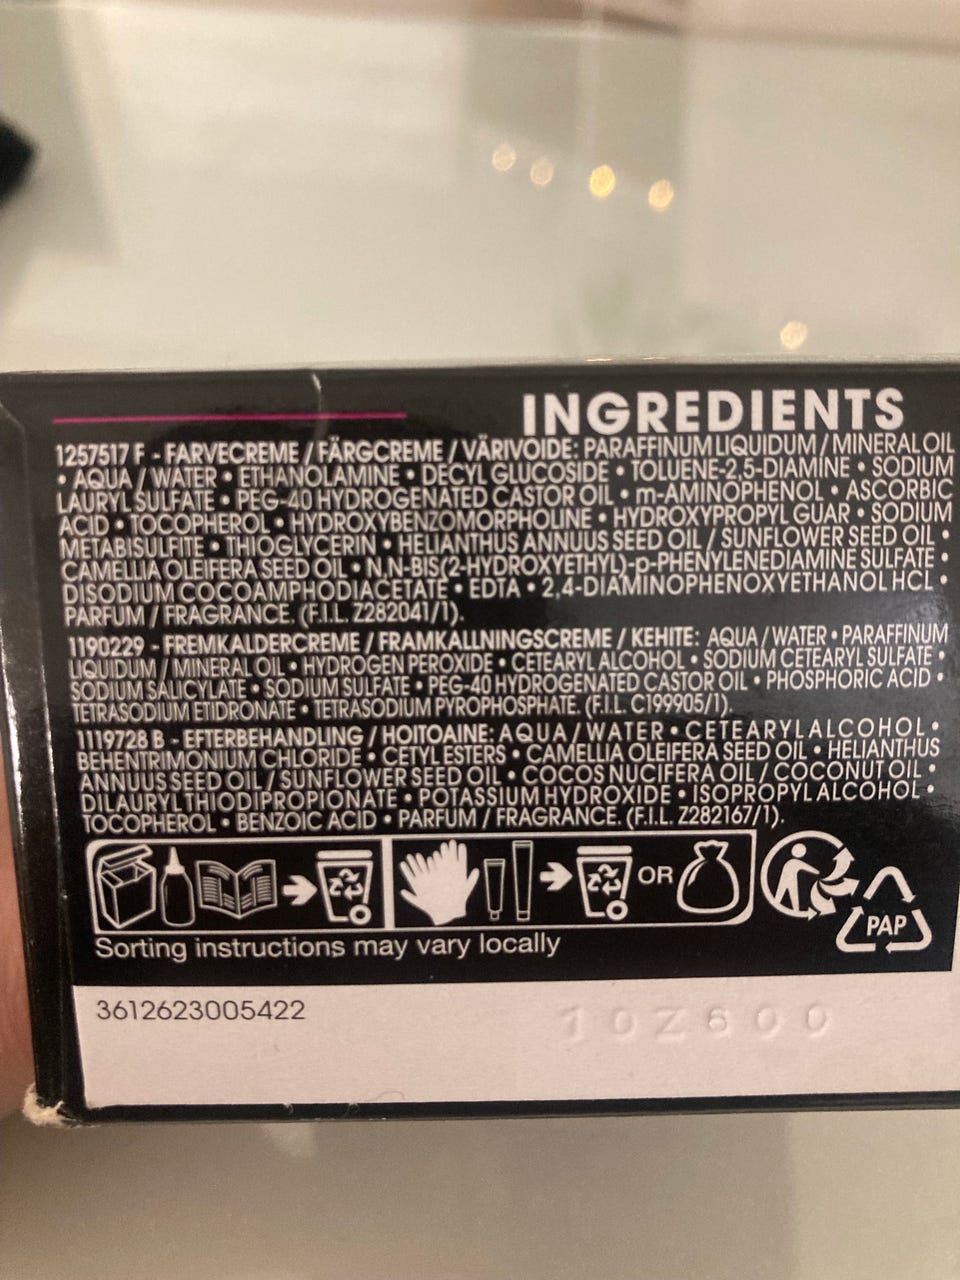 INGREDIENTS
1257517 F - FARVECREME / FÄRGCREME / VÄRIVOIDE: PARAFFINUM LIQUIDUM / MINERAL OIL
• AQUA / WATER • ETHANOLAMINE • DECYL GLUCOSIDE • TOLUENE-2,5-DIAMINE • SODIUM
LAURYL SULFATE • PEG-40 HYDROGENATED CASTOR OIL • m-AMINOPHENOL • ASCORBIC
ACID • TOCOPHEROL • HYDROXYBENZOMORPHOLINE • HYDROXYPROPYL GUAR • SODIUM
METABISULFITE • THIOGLYCERIN • HELIANTHUS ANNUUS SEED OIL / SUNFLOWER SEED OIL •
CAMELLIA OLEIFERA SEED OIL • N,N-BIS(2-HYDROXYETHYL)-p-PHENYLENEDIAMINE SULFATE •
DISODIUM COCOAMPHODIACETATE • EDTA • 2,4-DIAMINOPHENOXYETHANOL HCL •
PARFUM / FRAGRANCE. (F.I.L. Z282041/1).
1190229 - FREMKALDERCREME / FRAMKALLNINGSCREME / KEHITE: AQUA / WATER • PARAFFINUM
LIQUIDUM / MINERAL OIL • HYDROGEN PEROXIDE • CETEARYL ALCOHOL • SODIUM CETEARYL SULFATE •
SODIUM SALICYLATE • SODIUM SULFATE • PEG-40 HYDROGENATED CASTOR OIL • PHOSPHORIC ACID •
TETRASODIUM ETIDRONATE • TETRASODIUM PYROPHOSPHATE. (F.I.L. C199905/1).
1119728 B - EFTERBEHANDLING / HOITOAINE: AQUA / WATER • CETEARYL ALCOHOL •
BEHENTRIMONIUM CHLORIDE • CETYL ESTERS • CAMELLIA OLEIFERA SEED OIL • HELIANTHUS
ANNUUS SEED OIL / SUNFLOWER SEED OIL • COCOS NUCIFERA OIL / COCONUT OIL •
DILAURYL THIODIPROPIONATE • POTASSIUM HYDROXIDE • ISOPROPYL ALCOHOL •
TOCOPHEROL • BENZOIC ACID • PARFUM / FRAGRANCE. (F.I.L. Z282167/1).
OR
PAP
Sorting instructions may vary locally
3612623005422
10Z600